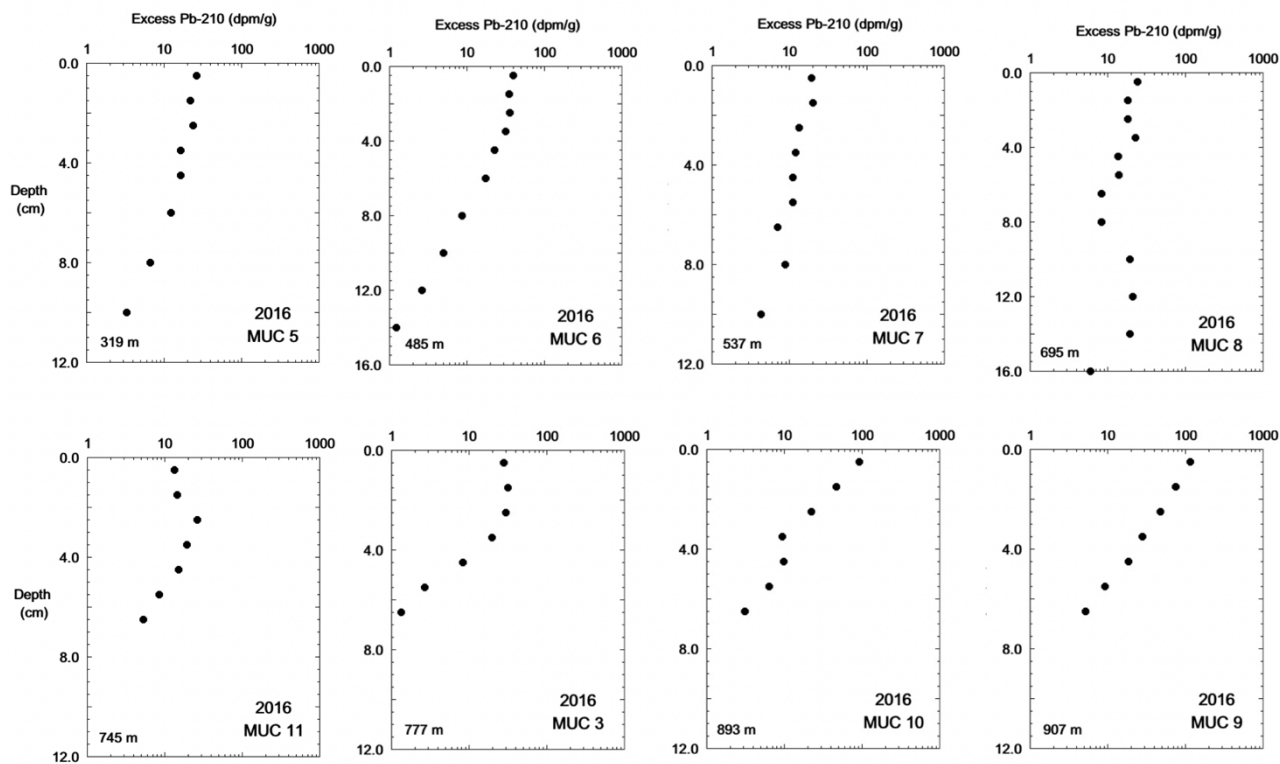 Excess Pb-210 (dpm/g)
1 10 100 1000
0.0
4.0
Depth
(cm)
8.0
12.0
319 m
2016
MUC 5
Excess Pb-210 (dpm/g)
1 10 100 1000
0.0
4.0
8.0
12.0
16.0
485 m
2016
MUC 6
Excess Pb-210 (dpm/g)
1 10 100 1000
0.0
4.0
8.0
12.0
537 m
2016
MUC 7
Excess Pb-210 (dpm/g)
1 10 100 1000
0.0
4.0
8.0
12.0
16.0
695 m
2016
MUC 8
1 10 100 1000
0.0
4.0
Depth
(cm)
8.0
12.0
745 m
2016
MUC 11
1 10 100 1000
0.0
4.0
8.0
12.0
777 m
2016
MUC 3
1 10 100 1000
0.0
4.0
8.0
12.0
893 m
2016
MUC 10
1 10 100 1000
0.0
4.0
8.0
12.0
907 m
2016
MUC 9